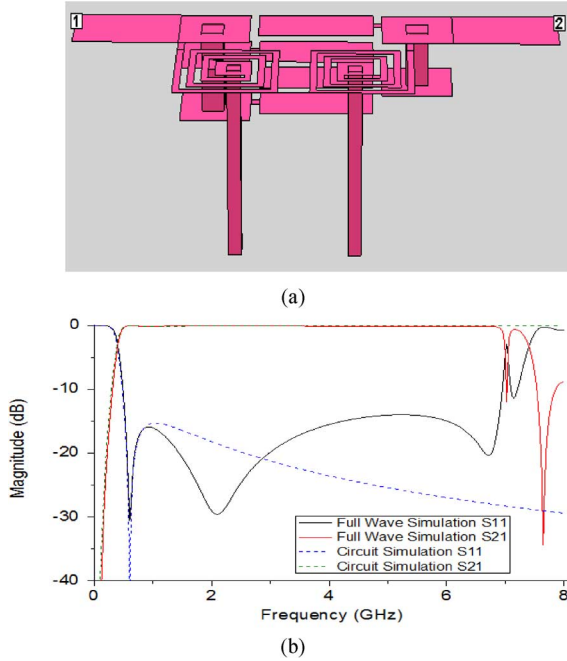 1
2
(a)
0
-10
-20
-30
-40
Magnitude (dB)
Full Wave Simulation S11
Full Wave Simulation S21
Circuit Simulation S11
Circuit Simulation S21
0 2 4 6 8
Frequency (GHz)
(b)